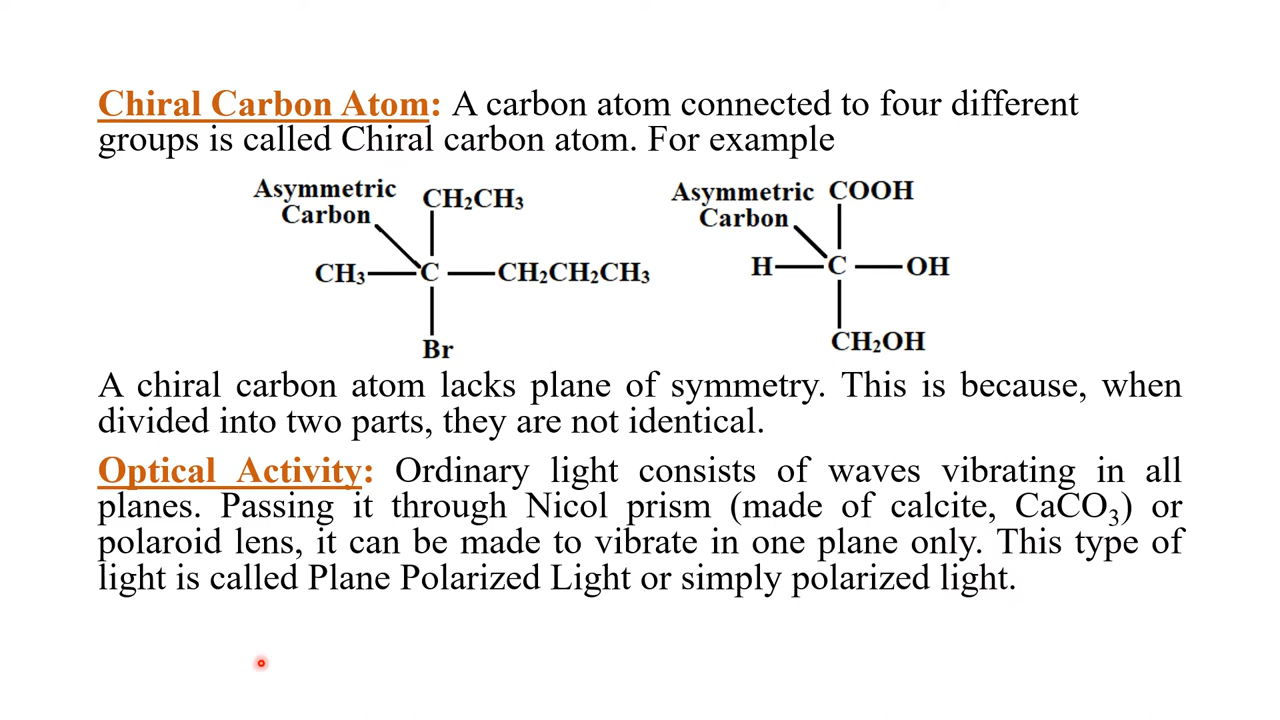 Chiral Carbon Atom: A carbon atom connected to four different
groups is called Chiral carbon atom. For example
Asymmetric
Carbon
CH₂CH₃
CH₃ C CH₂CH₂CH₃
Br
Asymmetric
Carbon
COOH
H C OH
CH₂OH
A chiral carbon atom lacks plane of symmetry. This is because, when
divided into two parts, they are not identical.
Optical Activity: Ordinary light consists of waves vibrating in all
planes. Passing it through Nicol prism (made of calcite, CaCO₃) or
polaroid lens, it can be made to vibrate in one plane only. This type of
light is called Plane Polarized Light or simply polarized light.